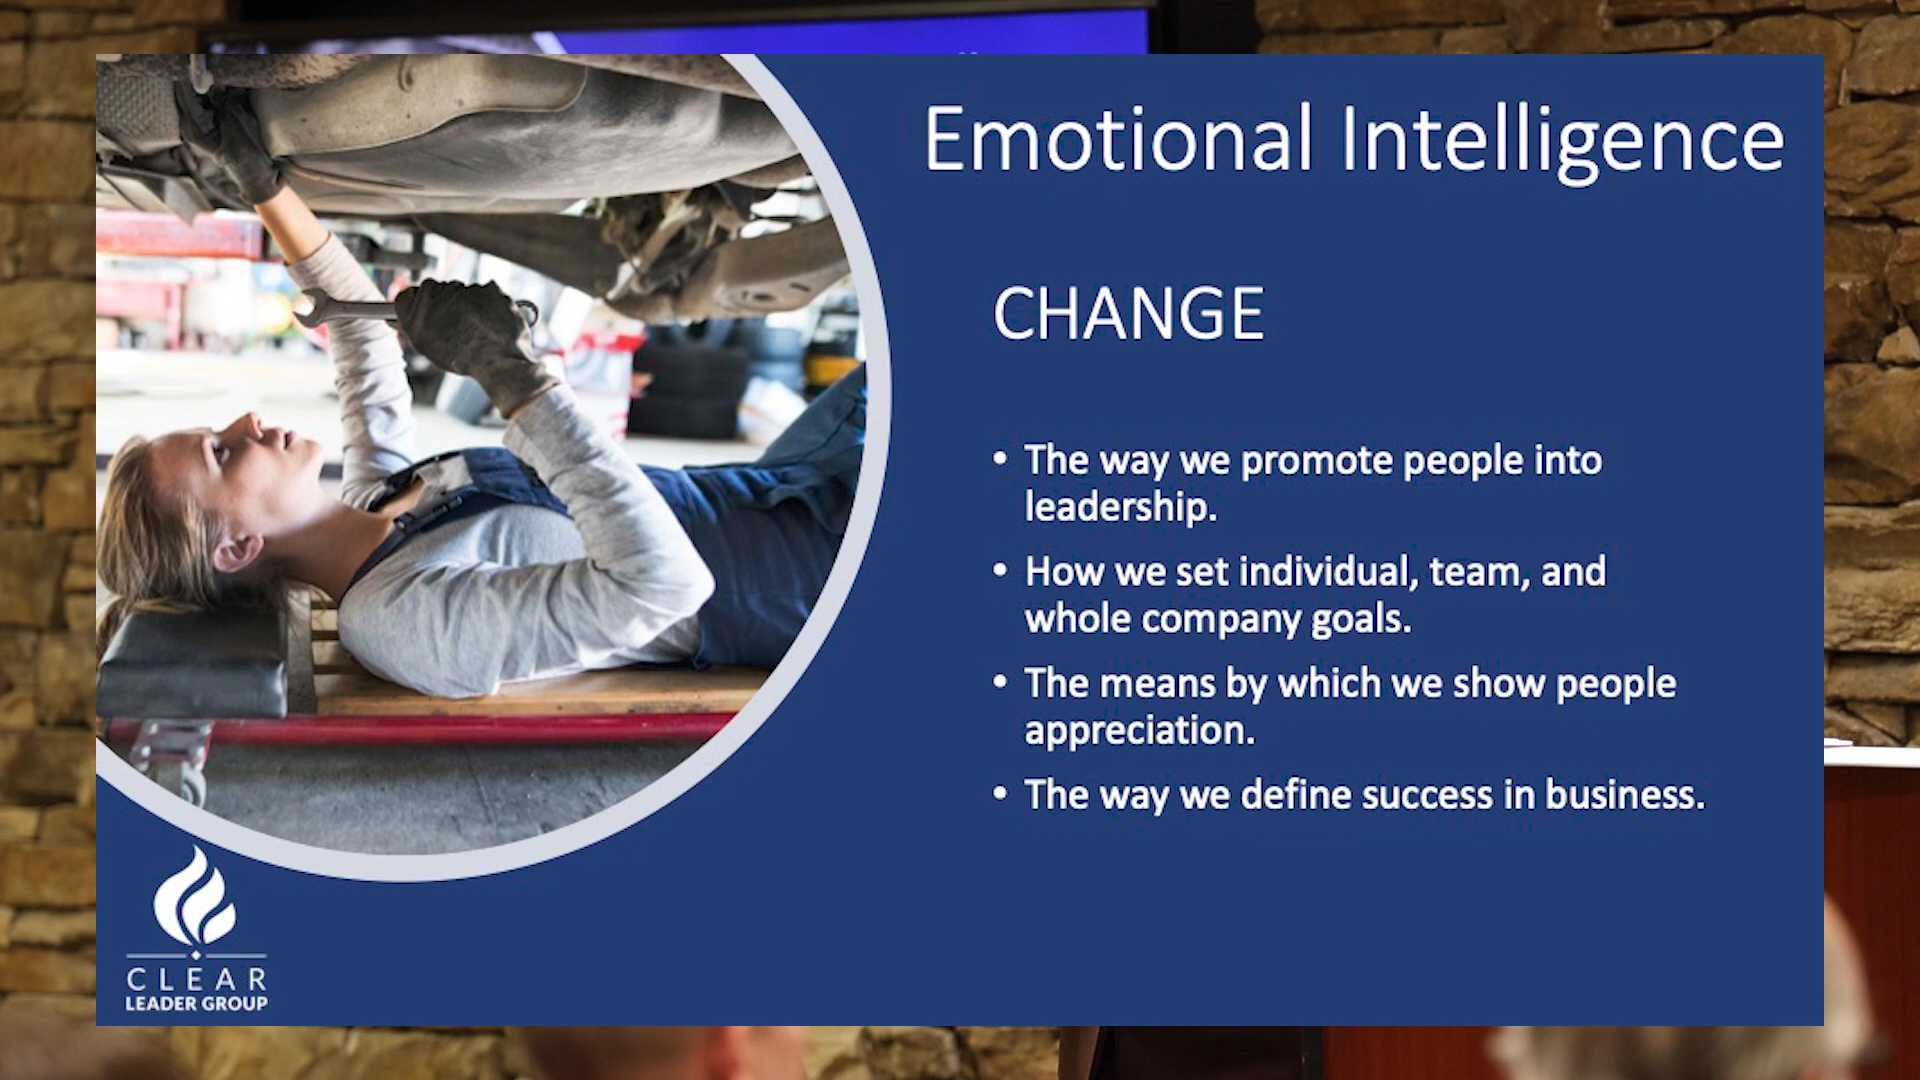 Emotional Intelligence
CHANGE
• The way we promote people into
leadership.
• How we set individual, team, and
whole company goals.
• The means by which we show people
appreciation.
• The way we define success in business.
CLEAR
LEADER GROUP